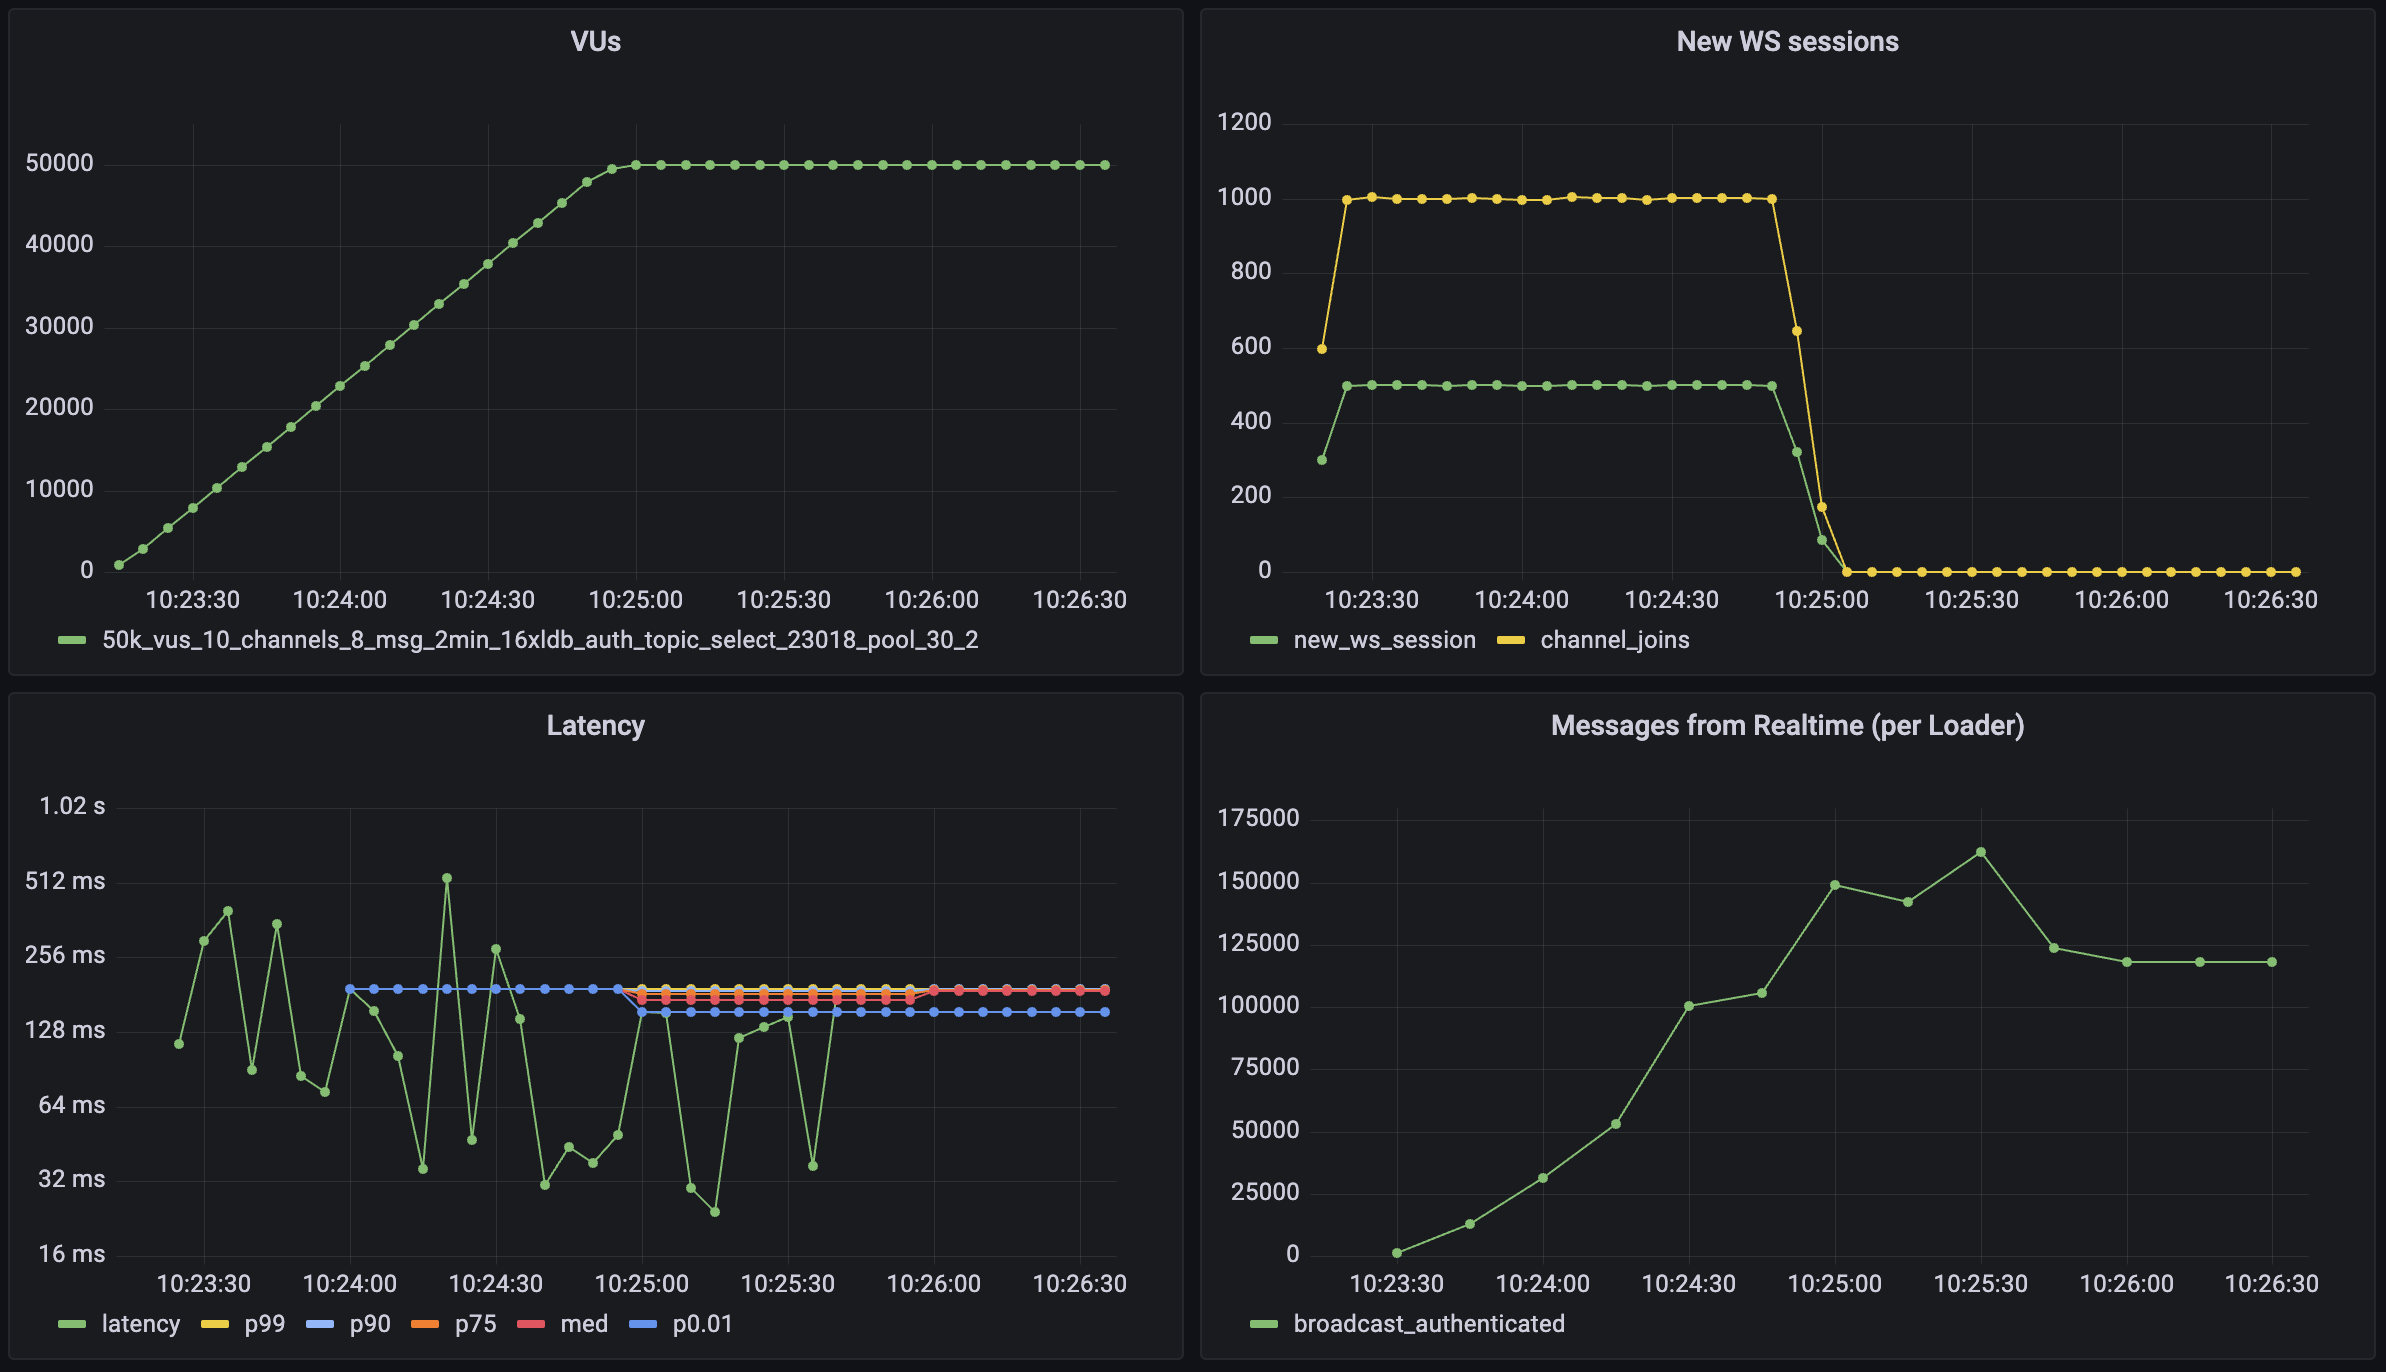 VUs
50000
40000
30000
20000
10000
0
10:23:30 10:24:00 10:24:30 10:25:00 10:25:30 10:26:00 10:26:30
50k_vus_10_channels_8_msg_2min_16xldb_auth_topic_select_23018_pool_30_2
New WS sessions
1200
1000
800
600
400
200
0
10:23:30 10:24:00 10:24:30 10:25:00 10:25:30 10:26:00 10:26:30
new_ws_session channel_joins
Latency
1.02 s
512 ms
256 ms
128 ms
64 ms
32 ms
16 ms
10:23:30 10:24:00 10:24:30 10:25:00 10:25:30 10:26:00 10:26:30
latency p99 p90 p75 med p0.01
Messages from Realtime (per Loader)
175000
150000
125000
100000
75000
50000
25000
0
10:23:30 10:24:00 10:24:30 10:25:00 10:25:30 10:26:00 10:26:30
broadcast_authenticated